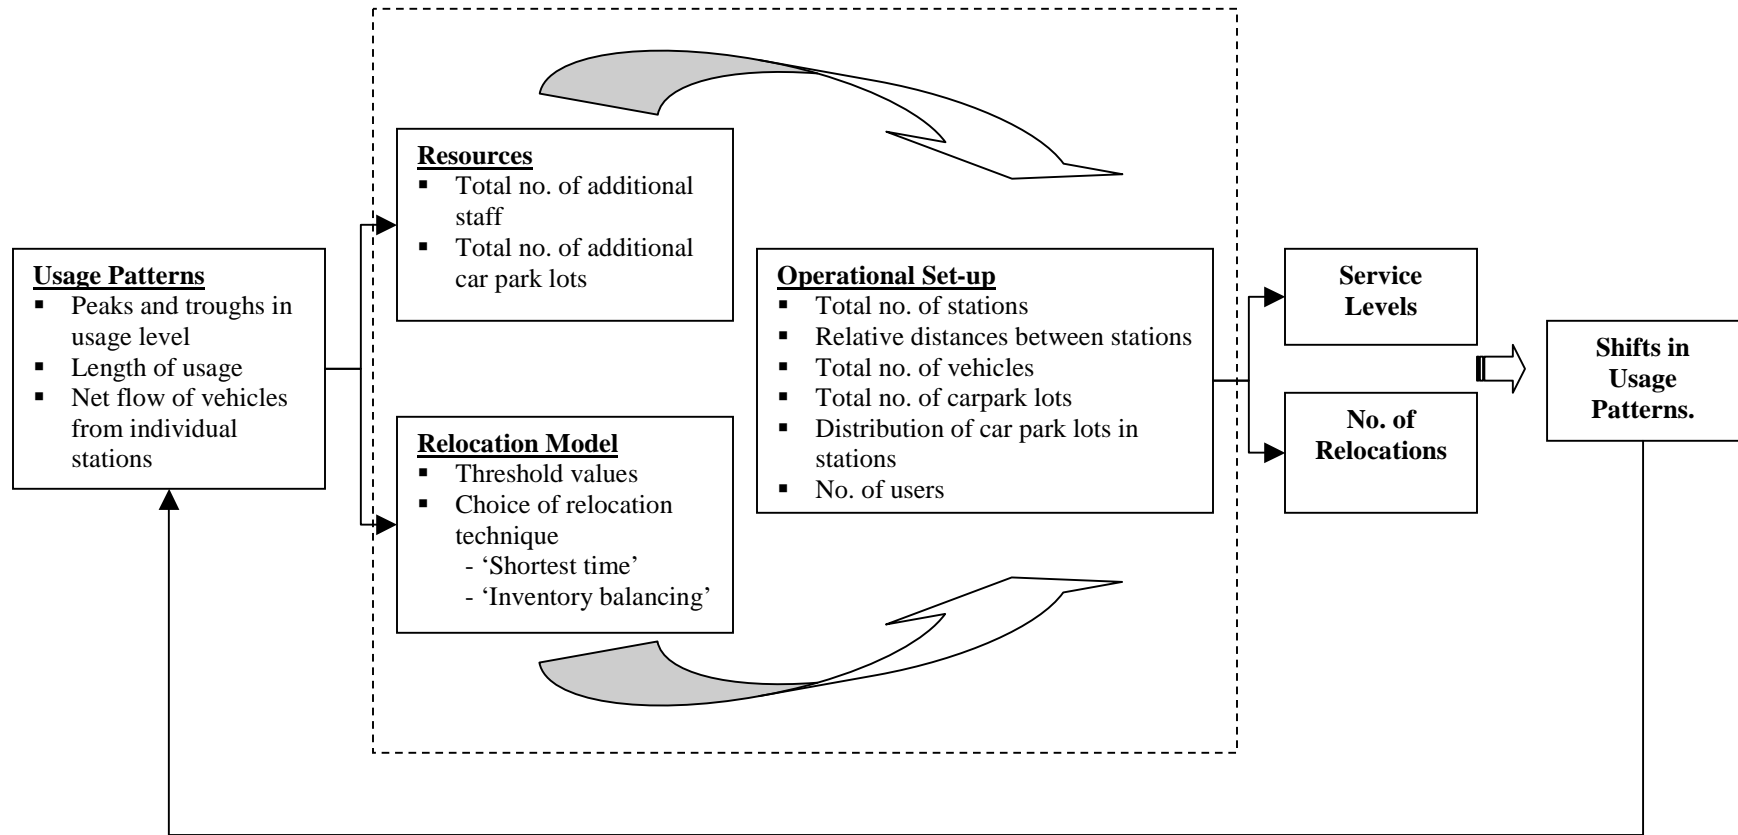 Usage Patterns
▪ Peaks and troughs in
usage level
▪ Length of usage
▪ Net flow of vehicles
from individual
stations
Resources
▪ Total no. of additional
staff
▪ Total no. of additional
car park lots
Relocation Model
▪ Threshold values
▪ Choice of relocation
technique
- ‘Shortest time’
- ‘Inventory balancing’
Operational Set-up
▪ Total no. of stations
▪ Relative distances between stations
▪ Total no. of vehicles
▪ Total no. of carpark lots
▪ Distribution of car park lots in
stations
▪ No. of users
Service
Levels
No. of
Relocations
Shifts in
Usage
Patterns.